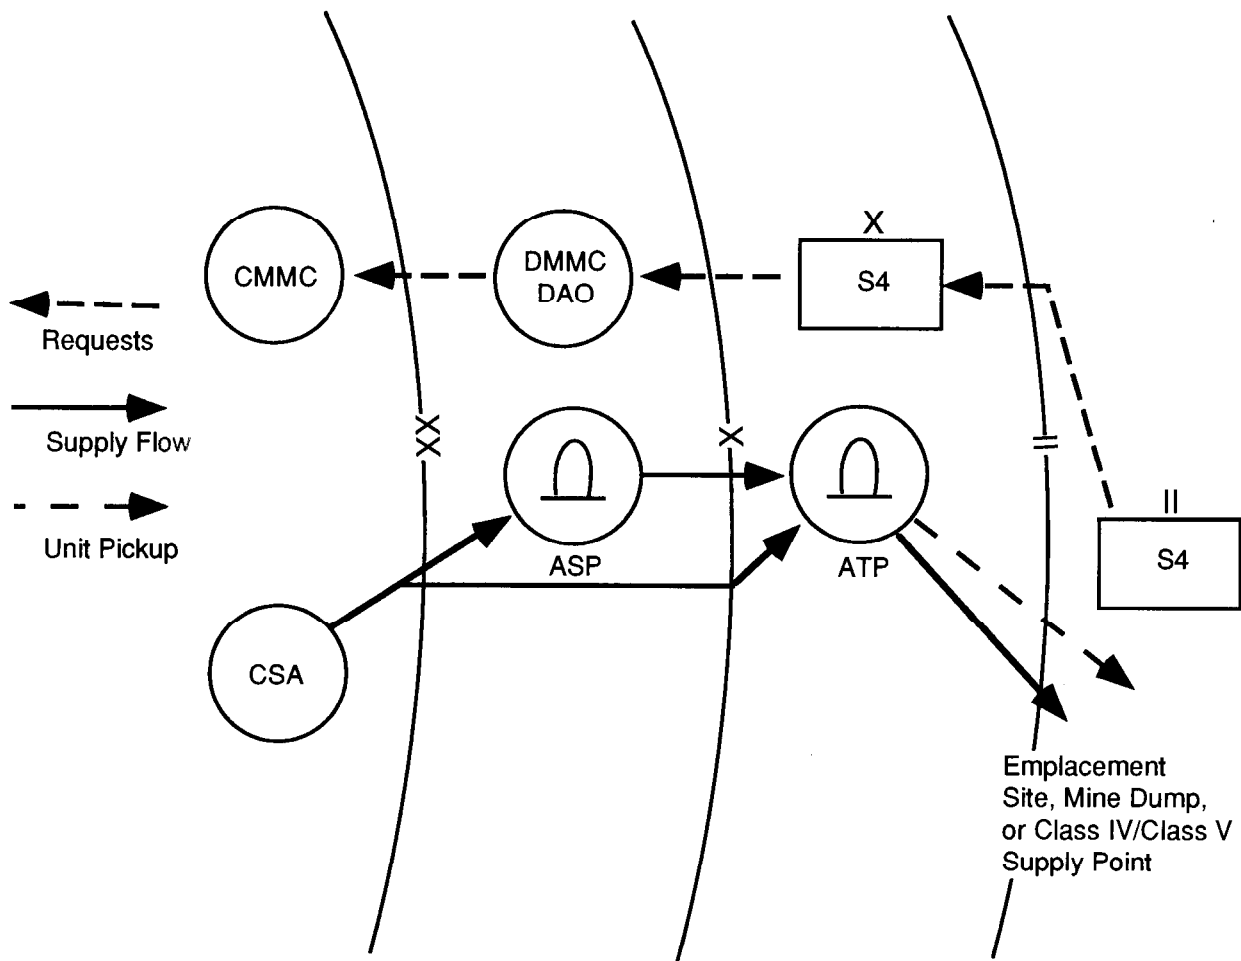 X
CMMC
DMMC
DAO
S4
Requests
Supply Flow
Unit Pickup
XX
X
II
II
S4
ASP
ATP
CSA
Emplacement
Site, Mine Dump,
or Class IV/Class V
Supply Point